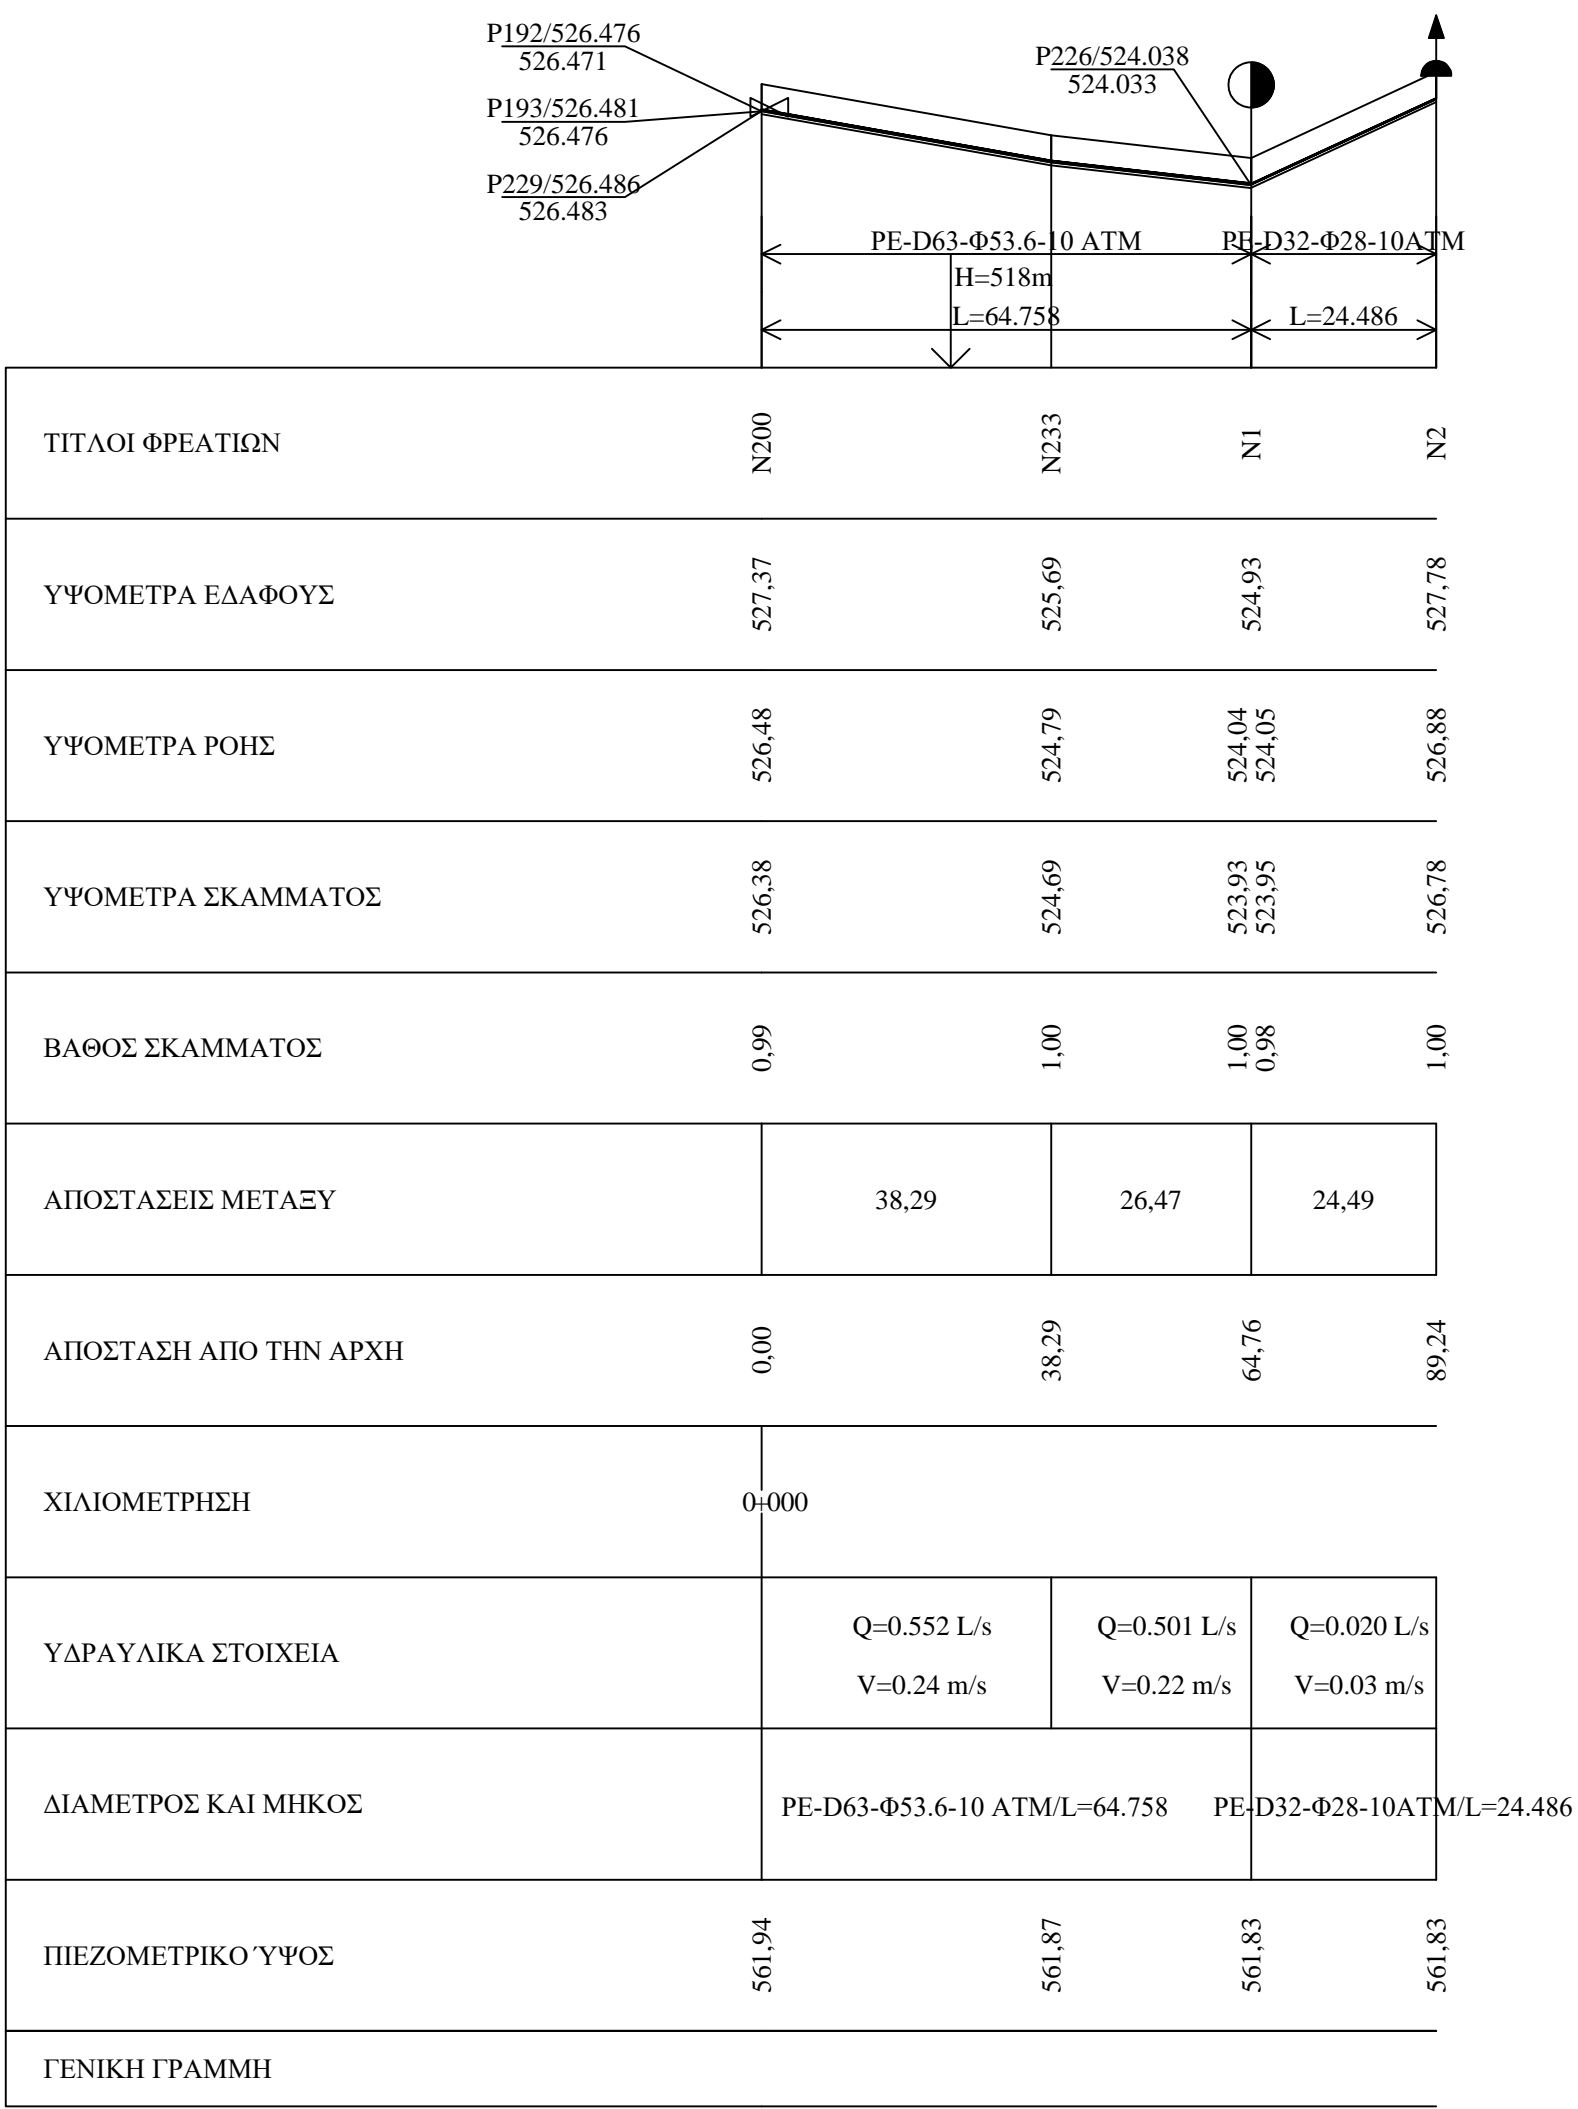 P192/526.476
526.471
P193/526.481
526.476
P229/526.486
526.483
P226/524.038
524.033
PE-D63-Φ53.6-10 ATM
PE-D32-Φ28-10ATM
H=518m
L=64.758
L=24.486
ΤΙΤΛΟΙ ΦΡΕΑΤΙΩΝ
N200
N233
N1
N2
ΥΨΟΜΕΤΡΑ ΕΔΑΦΟΥΣ
527,37
525,69
524,93
527,78
ΥΨΟΜΕΤΡΑ ΡΟΗΣ
526,48
524,79
524,04
524,05
526,88
ΥΨΟΜΕΤΡΑ ΣΚΑΜΜΑΤΟΣ
526,38
524,69
523,93
523,95
526,78
ΒΑΘΟΣ ΣΚΑΜΜΑΤΟΣ
0,99
1,00
1,00
0,98
1,00
ΑΠΟΣΤΑΣΕΙΣ ΜΕΤΑΞΥ
38,29
26,47
24,49
ΑΠΟΣΤΑΣΗ ΑΠΟ ΤΗΝ ΑΡΧΗ
0,00
38,29
64,76
89,24
ΧΙΛΙΟΜΕΤΡΗΣΗ
0+000
ΥΔΡΑΥΛΙΚΑ ΣΤΟΙΧΕΙΑ
Q=0.552 L/s
V=0.24 m/s
Q=0.501 L/s
V=0.22 m/s
Q=0.020 L/s
V=0.03 m/s
ΔΙΑΜΕΤΡΟΣ ΚΑΙ ΜΗΚΟΣ
PE-D63-Φ53.6-10 ATM/L=64.758
PE-D32-Φ28-10ATM/L=24.486
ΠΙΕΖΟΜΕΤΡΙΚΟ ΎΨΟΣ
561,94
561,87
561,83
561,83
ΓΕΝΙΚΗ ΓΡΑΜΜΗ